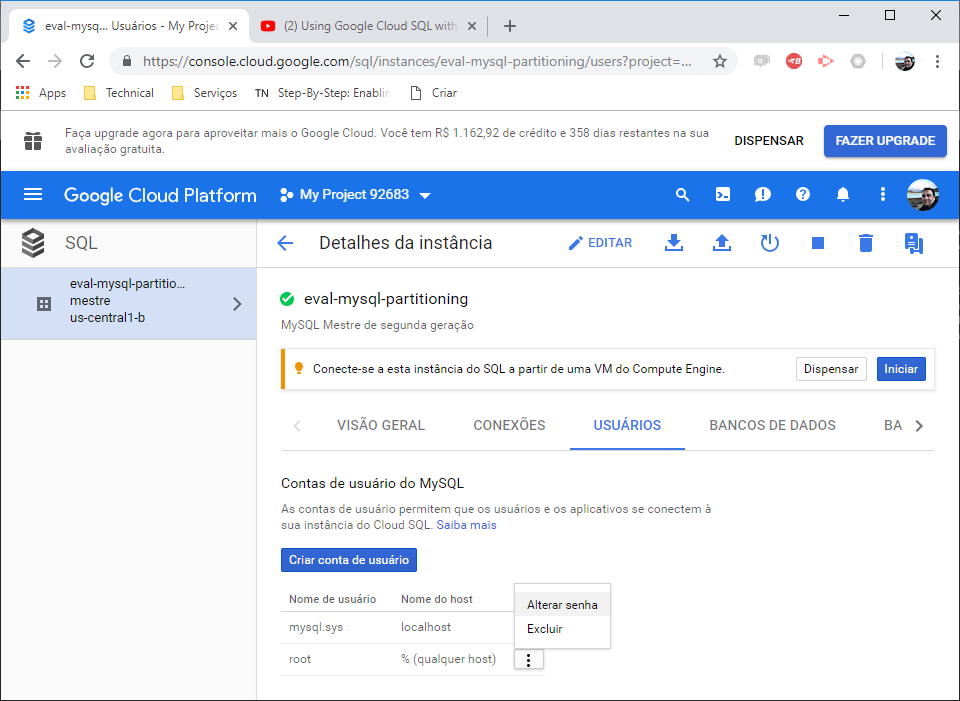 eval-mysq... Usuários - My Projec
(2) Using Google Cloud SQL with
https://console.cloud.google.com/sql/instances/eval-mysql-partitioning/users?project=...
Apps
Technical
Serviços
TN Step-By-Step: Enablin
Criar
Faça upgrade agora para aproveitar mais o Google Cloud. Você tem R$ 1.162,92 de crédito e 358 dias restantes na sua
avaliação gratuita.
DISPENSAR
FAZER UPGRADE
Google Cloud Platform
My Project 92683
SQL
Detalhes da instância
EDITAR
eval-mysql-partitio...
mestre
us-central1-b
eval-mysql-partitioning
MySQL Mestre de segunda geração
Conecte-se a esta instância do SQL a partir de uma VM do Compute Engine.
Dispensar
Iniciar
VISÃO GERAL
CONEXÕES
USUÁRIOS
BANCOS DE DADOS
BA
Contas de usuário do MySQL
As contas de usuário permitem que os usuários e os aplicativos se conectem à
sua instância do Cloud SQL. Saiba mais
Criar conta de usuário
Nome de usuário
Nome do host
mysql.sys
localhost
root
% (qualquer host)
Alterar senha
Excluir